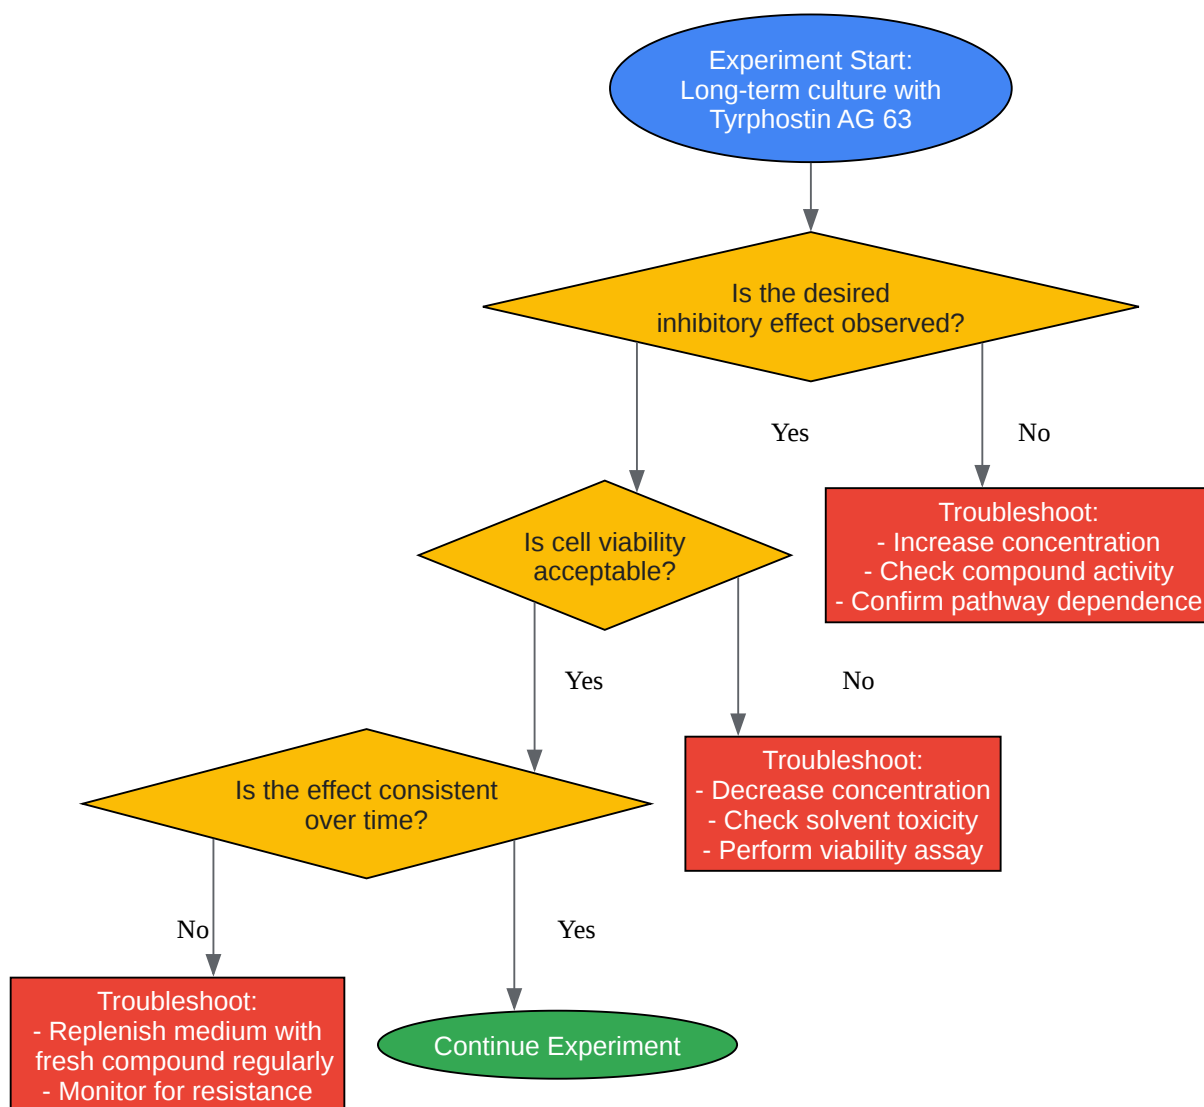 Experiment Start:
Long-term culture with
Tyrphostin AG 63
Is the desired
inhibitory effect observed?
Yes
No
Troubleshoot:
- Increase concentration
- Check compound activity
- Confirm pathway dependence
Is cell viability
acceptable?
Yes
No
Troubleshoot:
- Decrease concentration
- Check solvent toxicity
- Perform viability assay
Is the effect consistent
over time?
No
Yes
Troubleshoot:
- Replenish medium with
fresh compound regularly
- Monitor for resistance
Continue Experiment